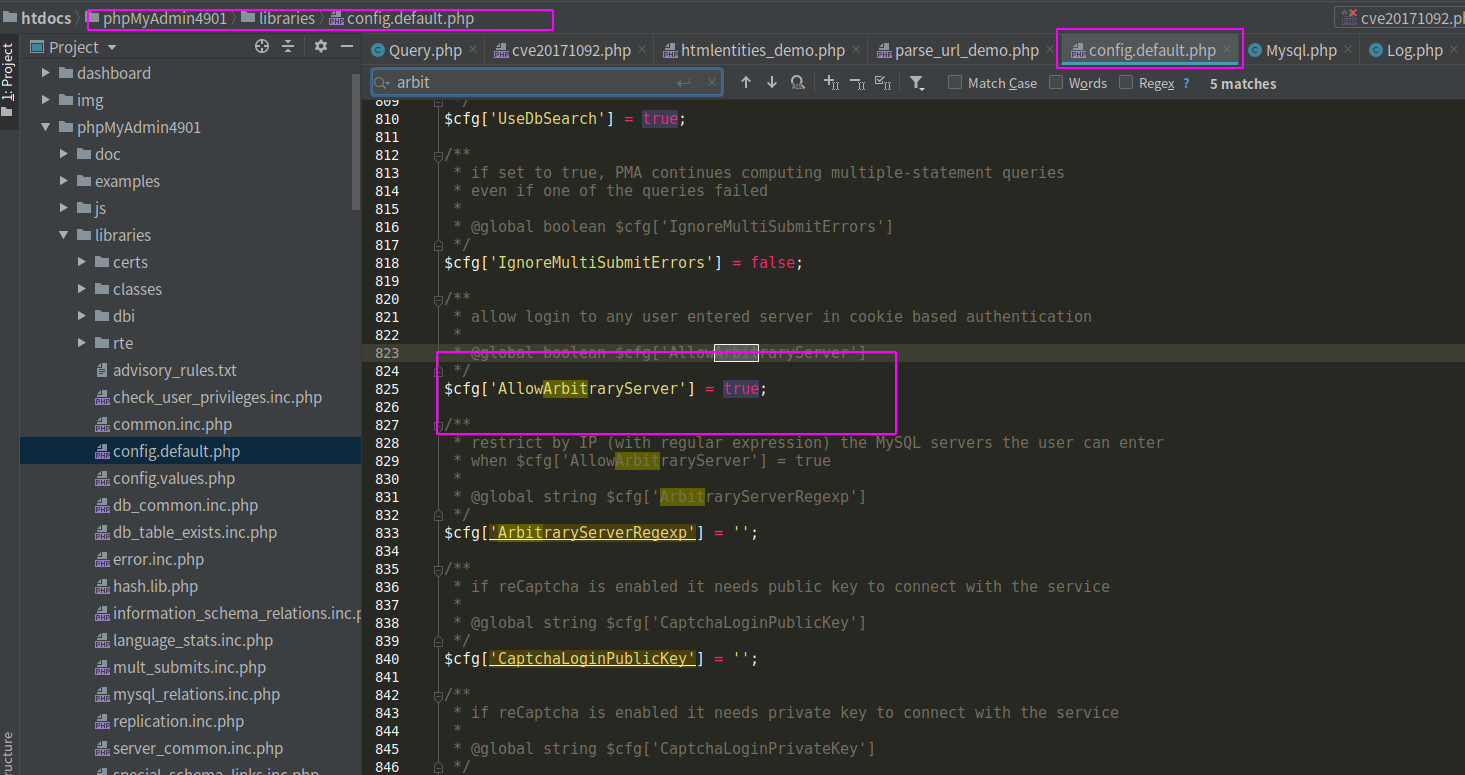 htdocs phpMyAdmin4901 libraries config.default.php cve20171092.p
1: Project
Project
Query.php cve20171092.php htmlentities_demo.php parse_url_demo.php config.default.php Mysql.php Log.php
arbit Match Case Words Regex ? 5 matches
dashboard
img
phpMyAdmin4901
doc
examples
js
libraries
certs
classes
dbi
rte
advisory_rules.txt
check_user_privileges.inc.php
common.inc.php
config.default.php
config.values.php
db_common.inc.php
db_table_exists.inc.php
error.inc.php
hash.lib.php
information_schema_relations.inc.p
language_stats.inc.php
mult_submits.inc.php
mysql_relations.inc.php
replication.inc.php
server_common.inc.php
special_schema_links.inc.php
ructure
809 */
810 $cfg['UseDbSearch'] = true;
811
812 /**
813 * if set to true, PMA continues computing multiple-statement queries
814 * even if one of the queries failed
815 *
816 * @global boolean $cfg['IgnoreMultiSubmitErrors']
817 */
818 $cfg['IgnoreMultiSubmitErrors'] = false;
819
820 /**
821 * allow login to any user entered server in cookie based authentication
822 *
823 * @global boolean $cfg['AllowArbitraryServer']
824 */
825 $cfg['AllowArbitraryServer'] = true;
826
827 /**
828 * restrict by IP (with regular expression) the MySQL servers the user can enter
829 * when $cfg['AllowArbitraryServer'] = true
830 *
831 * @global string $cfg['ArbitraryServerRegexp']
832 */
833 $cfg['ArbitraryServerRegexp'] = '';
834
835 /**
836 * if reCaptcha is enabled it needs public key to connect with the service
837 *
838 * @global string $cfg['CaptchaLoginPublicKey']
839 */
840 $cfg['CaptchaLoginPublicKey'] = '';
841
842 /**
843 * if reCaptcha is enabled it needs private key to connect with the service
844 *
845 * @global string $cfg['CaptchaLoginPrivateKey']
846 */